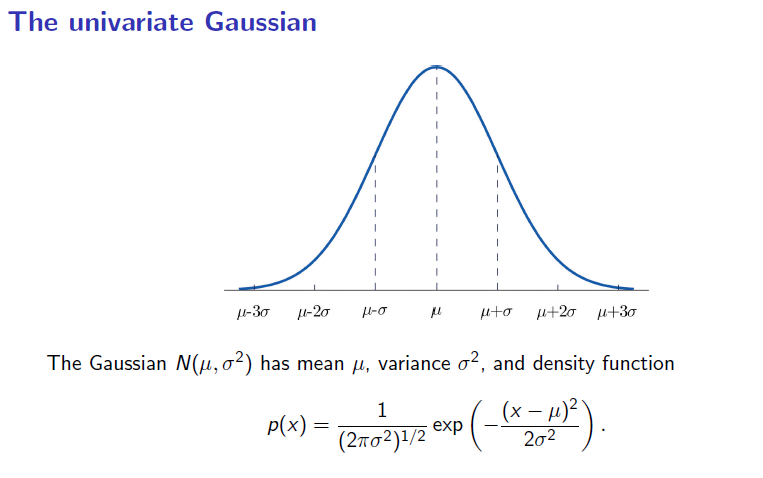 The univariate Gaussian
μ-3σ μ-2σ μ-σ μ μ+σ μ+2σ μ+3σ
The Gaussian N(μ, σ²) has mean μ, variance σ², and density function
p(x) = 1 / (2πσ²)^{1/2} exp ( − (x − μ)² / 2σ² ) .